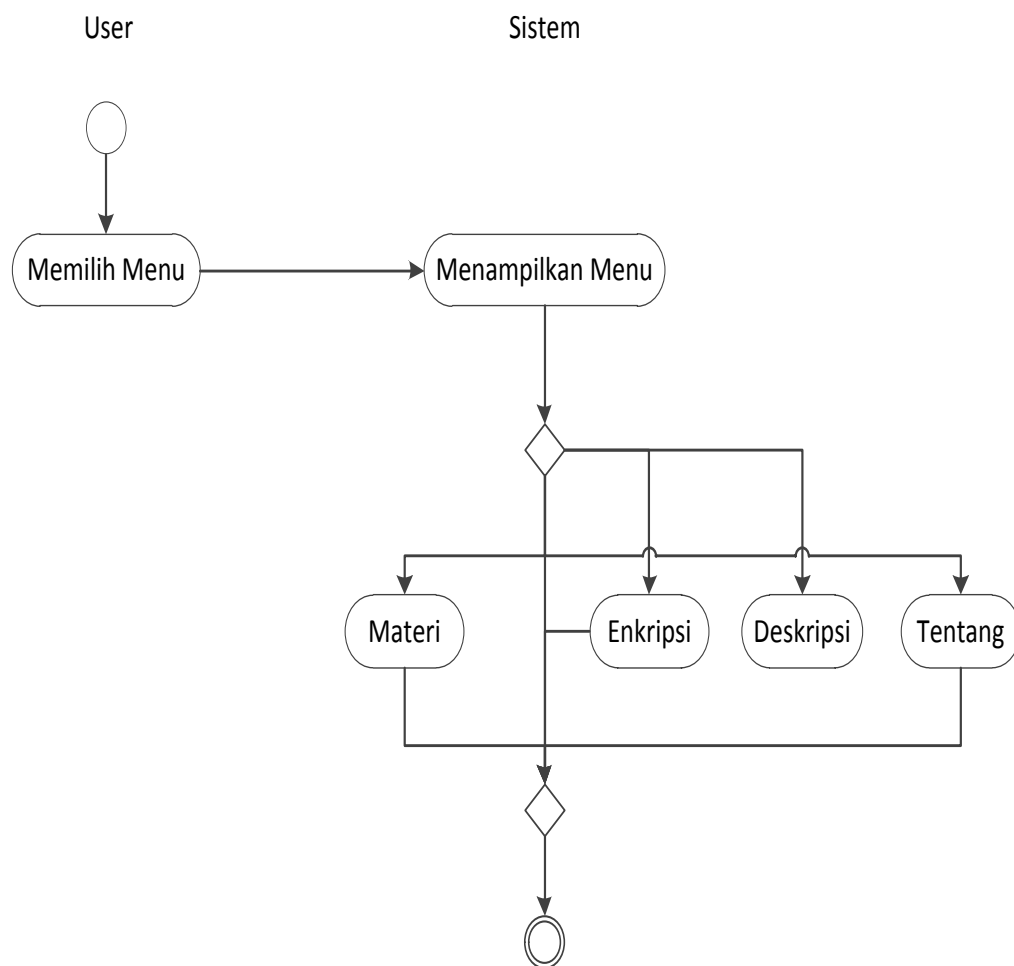 User
Sistem
Memilih Menu
Menampilkan Menu
Materi
Enkripsi
Deskripsi
Tentang